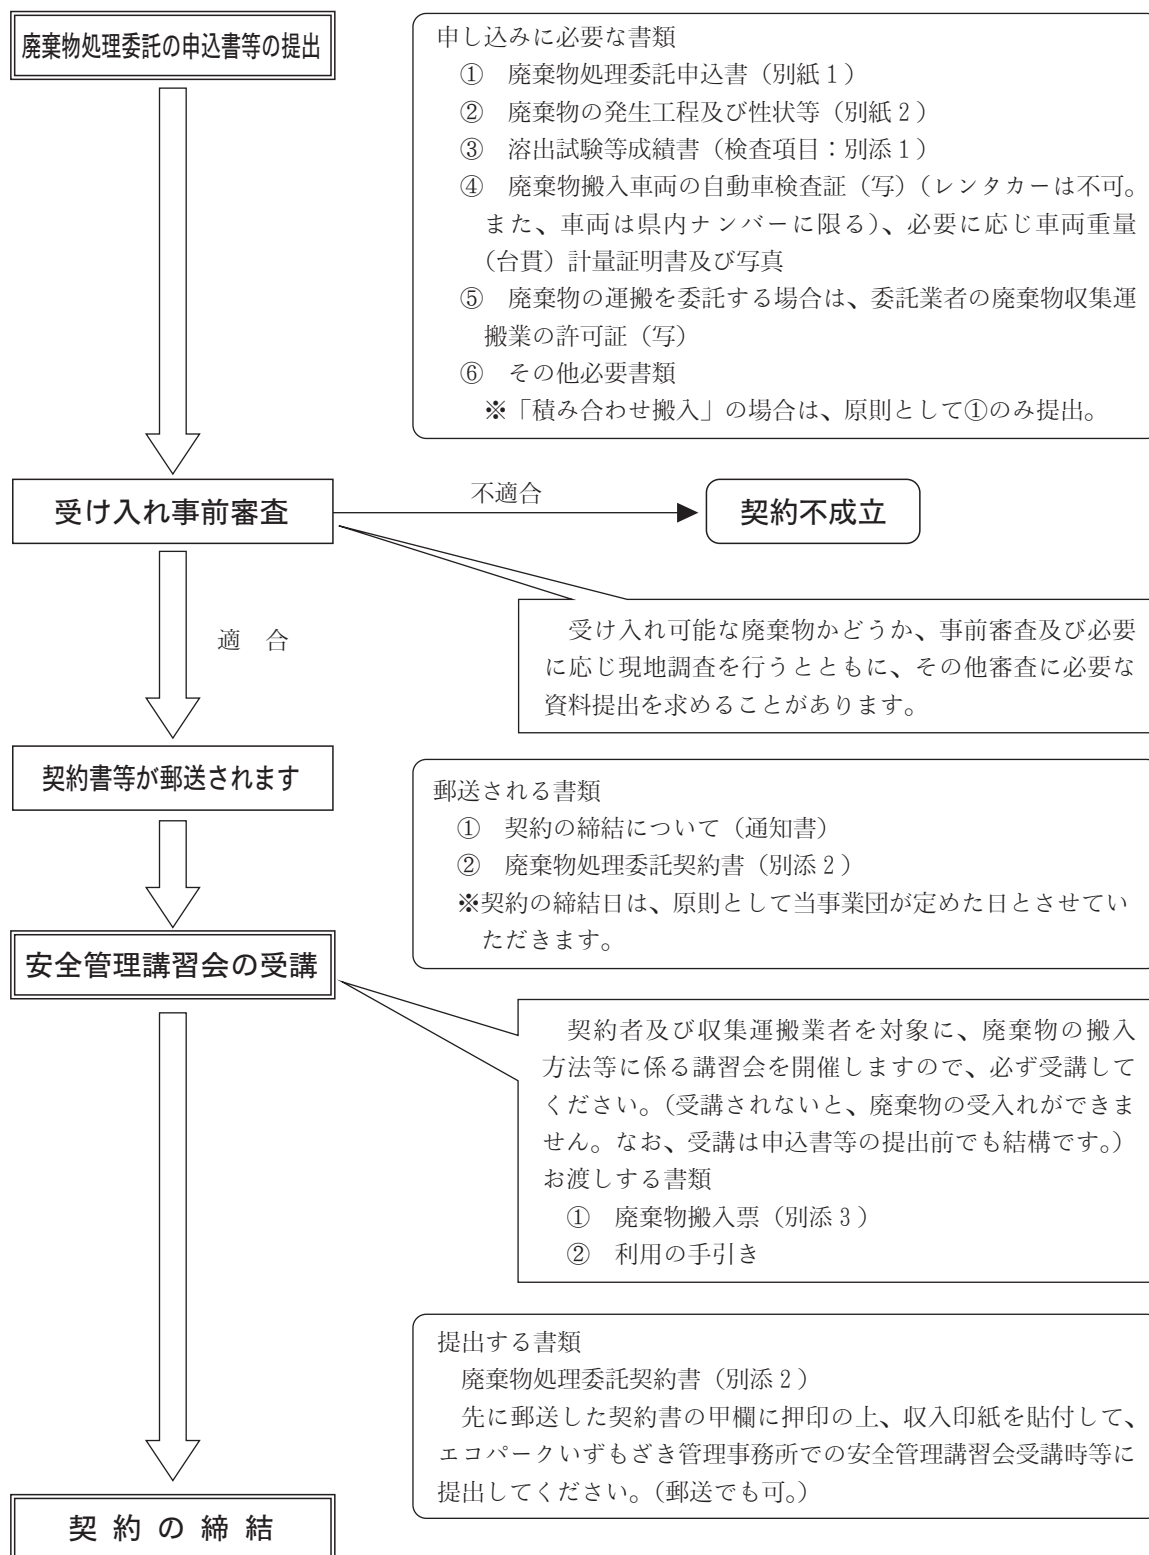 廃棄物処理委託の申込書等の提出
申し込みに必要な書類
① 廃棄物処理委託申込書（別紙１）
② 廃棄物の発生工程及び性状等（別紙２）
③ 溶出試験等成績書（検査項目：別添１）
④ 廃棄物搬入車両の自動車検査証（写）（レンタカーは不可。
また、車両は県内ナンバーに限る）、必要に応じ車両重量
（台貫）計量証明書及び写真
⑤ 廃棄物の運搬を委託する場合は、委託業者の廃棄物収集運
搬業の許可証（写）
⑥ その他必要書類
※「積み合わせ搬入」の場合は、原則として①のみ提出。
受け入れ事前審査
不適合
契約不成立
適　合
受け入れ可能な廃棄物かどうか、事前審査及び必要
に応じ現地調査を行うとともに、その他審査に必要な
資料提出を求めることがあります。
契約書等が郵送されます
郵送される書類
① 契約の締結について（通知書）
② 廃棄物処理委託契約書（別添２）
※契約の締結日は、原則として当事業団が定めた日とさせてい
ただきます。
安全管理講習会の受講
契約者及び収集運搬業者を対象に、廃棄物の搬入
方法等に係る講習会を開催しますので、必ず受講して
ください。（受講されないと、廃棄物の受入れができま
せん。なお、受講は申込書等の提出前でも結構です。）
お渡しする書類
① 廃棄物搬入票（別添３）
② 利用の手引き
提出する書類
廃棄物処理委託契約書（別添２）
先に郵送した契約書の甲欄に押印の上、収入印紙を貼付して、
エコパークいずもざき管理事務所での安全管理講習会受講時等に
提出してください。（郵送でも可。）
契約の締結